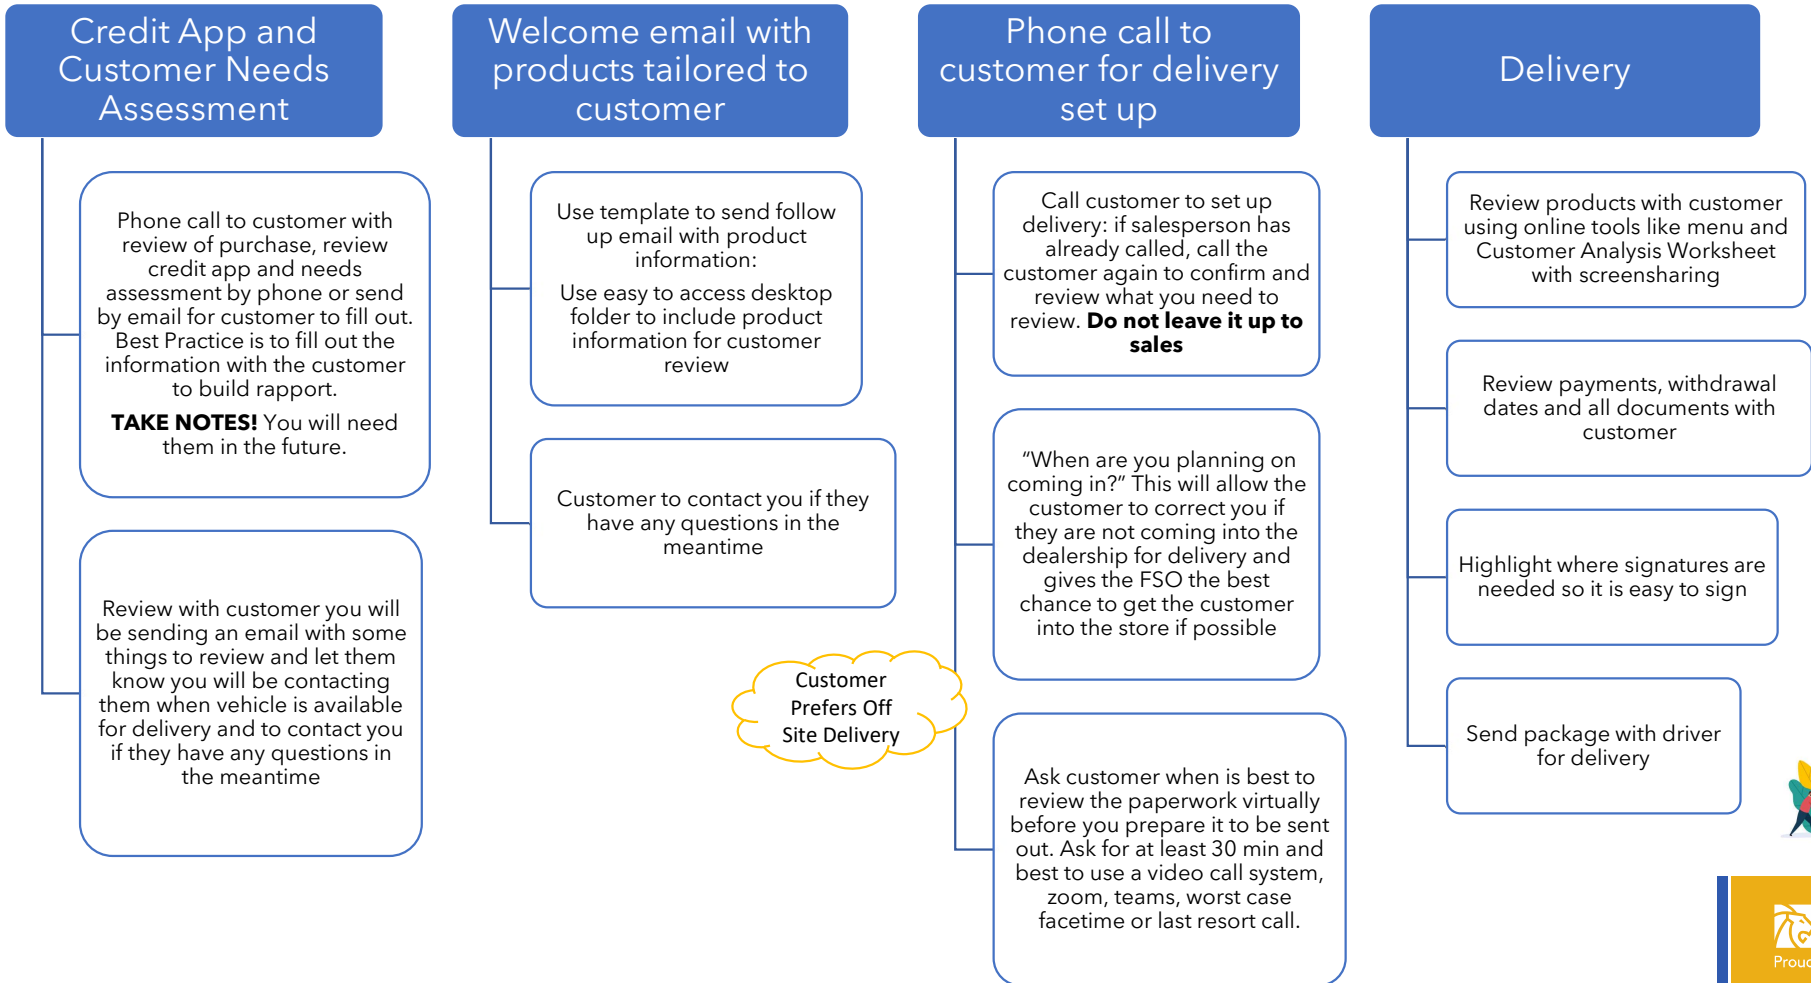 Credit App and
Customer Needs
Assessment
Phone call to customer with
review of purchase, review
credit app and needs
assessment by phone or send
by email for customer to fill out.
Best Practice is to fill out the
information with the customer
to build rapport.
TAKE NOTES! You will need
them in the future.
Review with customer you will
be sending an email with some
things to review and let them
know you will be contacting
them when vehicle is available
for delivery and to contact you
if they have any questions in
the meantime
Welcome email with
products tailored to
customer
Use template to send follow
up email with product
information:
Use easy to access desktop
folder to include product
information for customer
review
Customer to contact you if they
have any questions in the
meantime
Phone call to
customer for delivery
set up
Call customer to set up
delivery: if salesperson has
already called, call the
customer again to confirm and
review what you need to
review. Do not leave it up to
sales
“When are you planning on
coming in?” This will allow the
customer to correct you if
they are not coming into the
dealership for delivery and
gives the FSO the best
chance to get the customer
into the store if possible
Customer
Prefers Off
Site Delivery
Ask customer when is best to
review the paperwork virtually
before you prepare it to be sent
out. Ask for at least 30 min and
best to use a video call system,
zoom, teams, worst case
facetime or last resort call.
Delivery
Review products with customer
using online tools like menu and
Customer Analysis Worksheet
with screensharing
Review payments, withdrawal
dates and all documents with
customer
Highlight where signatures are
needed so it is easy to sign
Send package with driver
for delivery